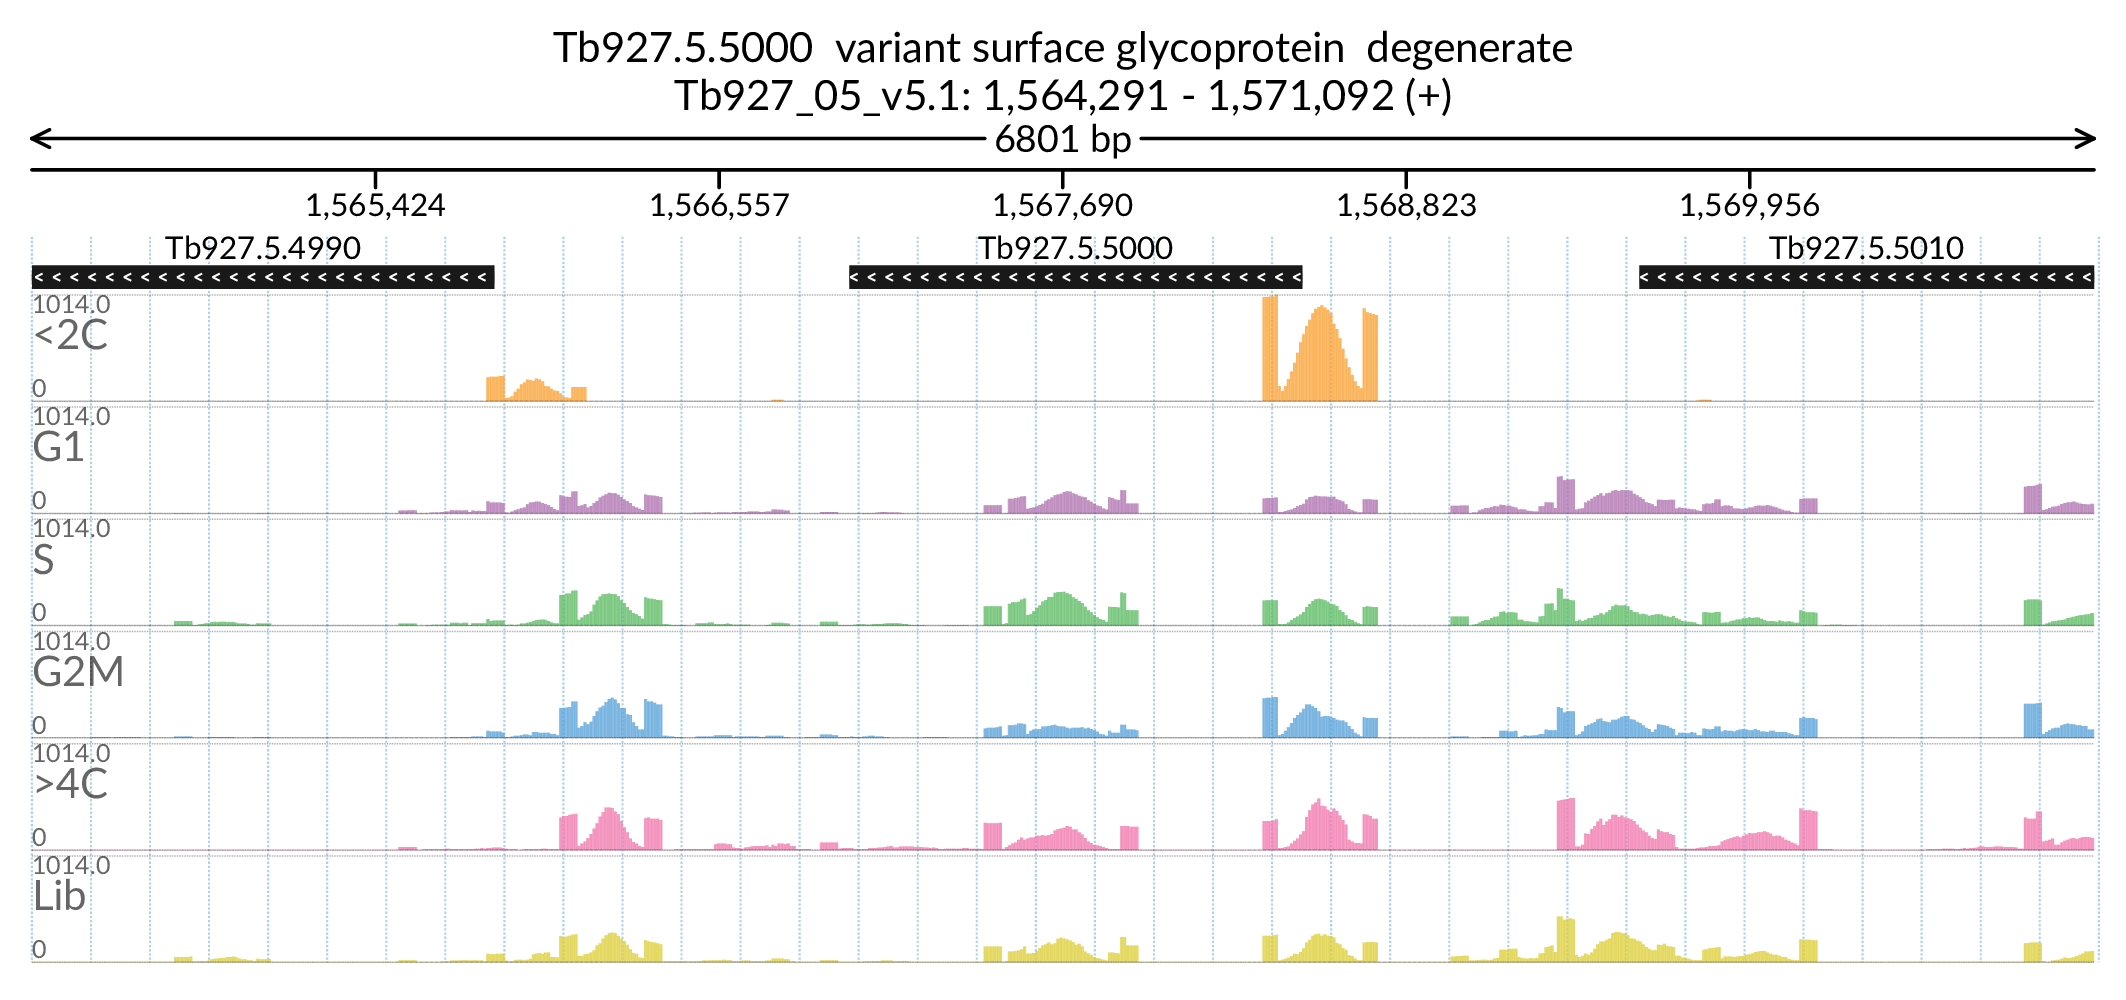 Tb927.5.5000  variant surface glycoprotein  degenerate
Tb927_05_v5.1: 1,564,291 - 1,571,092 (+)
6801 bp
1,565,424 1,566,557 1,567,690 1,568,823 1,569,956
Tb927.5.4990 Tb927.5.5000 Tb927.5.5010
1014.0
<2C
0
1014.0
G1
0
1014.0
S
0
1014.0
G2M
0
1014.0
>4C
0
1014.0
Lib
0